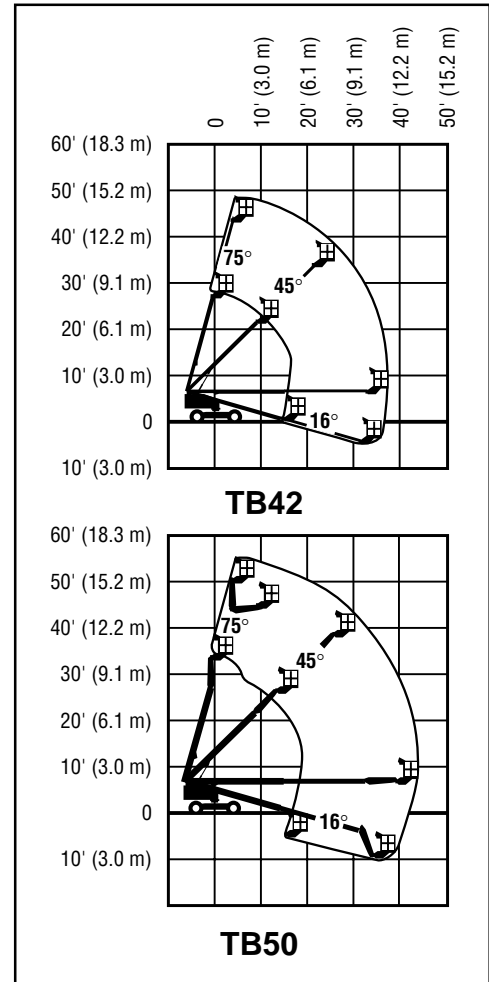 0
10' (3.0 m)
20' (6.1 m)
30' (9.1 m)
40' (12.2 m)
50' (15.2 m)
60' (18.3 m)
50' (15.2 m)
40' (12.2 m)
30' (9.1 m)
20' (6.1 m)
10' (3.0 m)
0
10' (3.0 m)
75°
45°
16°
TB42
60' (18.3 m)
50' (15.2 m)
40' (12.2 m)
30' (9.1 m)
20' (6.1 m)
10' (3.0 m)
0
10' (3.0 m)
75°
45°
16°
TB50